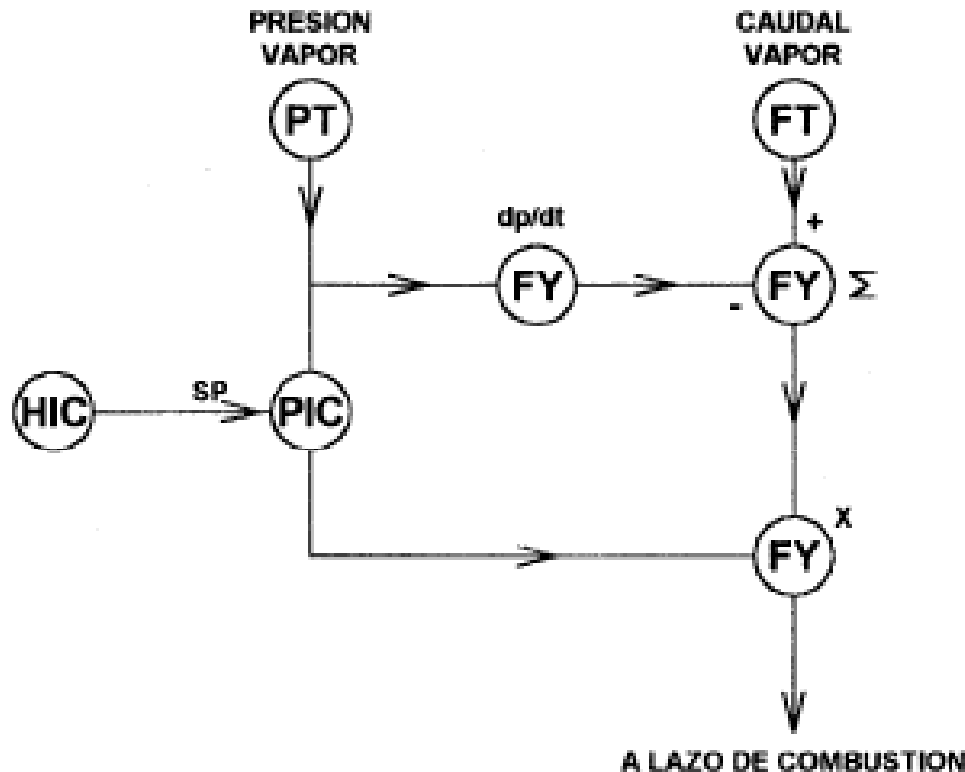 PRESION
VAPOR
CAUDAL
VAPOR
PT
FT
dp/dt
+
FY
-
FY
Σ
HIC
SP
PIC
X
FY
A LAZO DE COMBUSTION